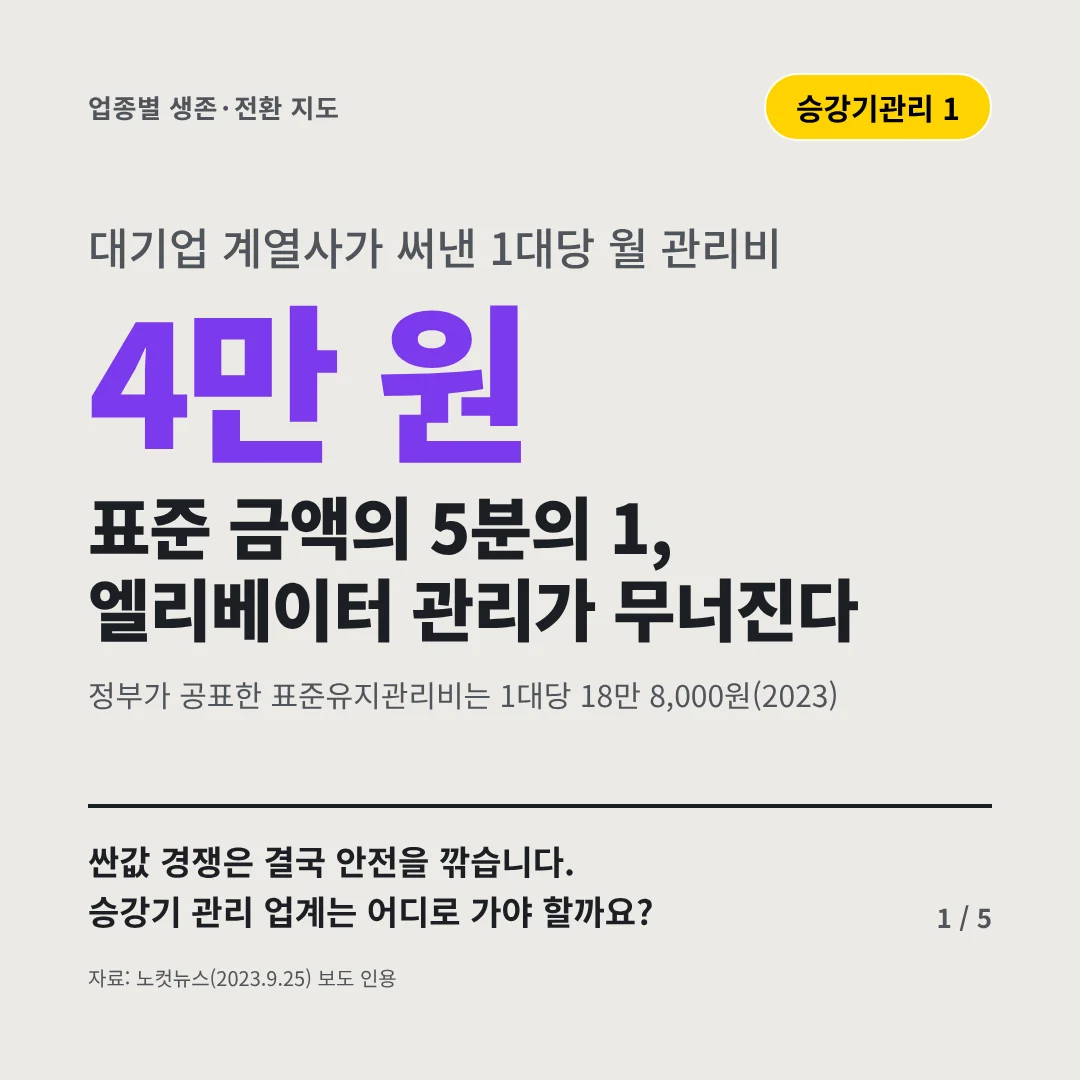 업종별 생존·전환 지도
승강기관리 1
대기업 계열사가 써낸 1대당 월 관리비
4만 원
표준 금액의 5분의 1,
엘리베이터 관리가 무너진다
정부가 공표한 표준유지관리비는 1대당 18만 8,000원(2023)
싼값 경쟁은 결국 안전을 깎습니다.
승강기 관리 업계는 어디로 가야 할까요?
1 / 5
자료: 노컷뉴스(2023.9.25) 보도 인용